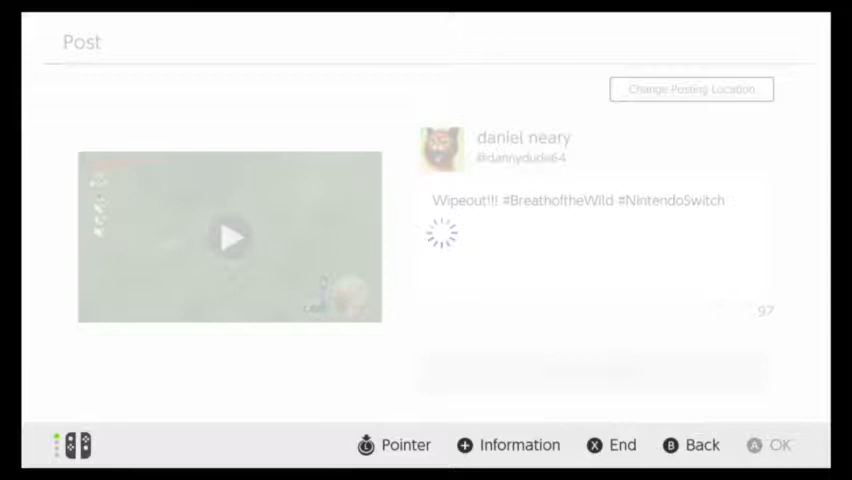 Post
Change Posting Location
daniel neary
@dannydude64
Wipeout!!! #BreathoftheWild #NintendoSwitch
97
L Pointer
+ Information
X End
B Back
A OK